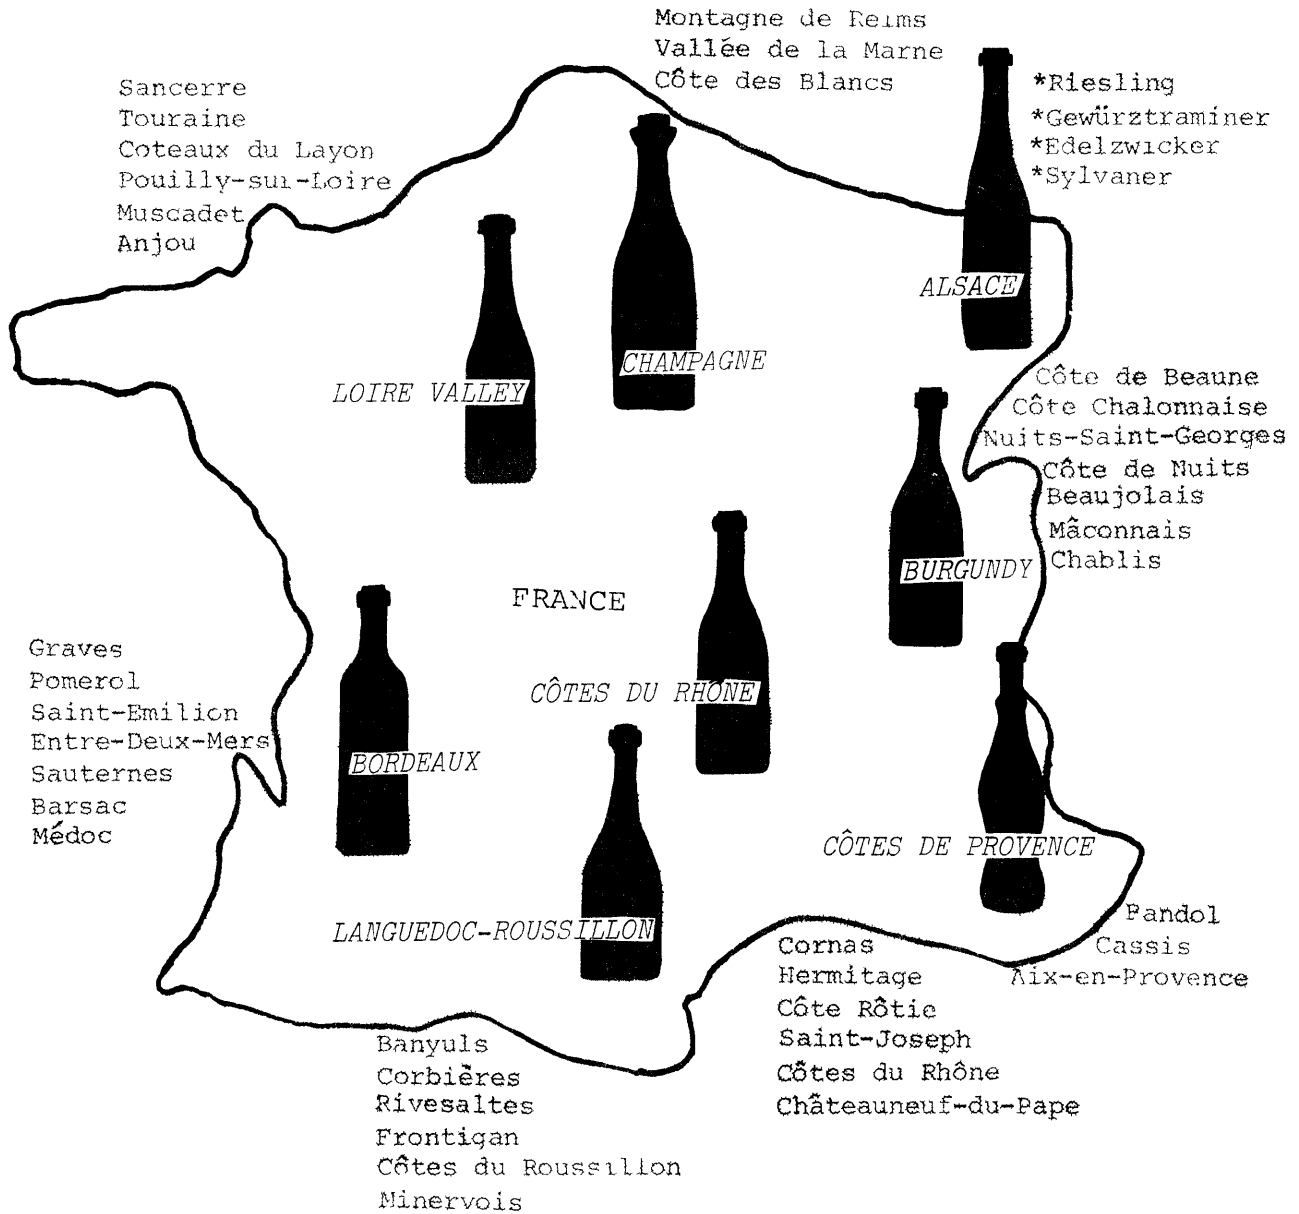 Montagne de Reims
Vallée de la Marne
Côte des Blancs
Sancerre
Touraine
Coteaux du Layon
Pouilly-sur-Loire
Muscadet
Anjou
*Riesling
*Gewürztraminer
*Edelzwicker
*Sylvaner
ALSACE
CHAMPAGNE
LOIRE VALLEY
Côte de Beaune
Côte Chalonnaise
Nuits-Saint-Georges
Côte de Nuits
Beaujolais
Mâconnais
Chablis
BURGUNDY
FRANCE
Graves
Pomerol
Saint-Emilion
Entre-Deux-Mers
Sauternes
Barsac
Médoc
CÔTES DU RHÔNE
BORDEAUX
CÔTES DE PROVENCE
LANGUEDOC-ROUSSILLON
Bandol
Cassis
Aix-en-Provence
Cornas
Hermitage
Côte Rôtie
Saint-Joseph
Côtes du Rhône
Châteauneuf-du-Pape
Banyuls
Corbières
Rivesaltes
Frontigan
Côtes du Roussillon
Minervois